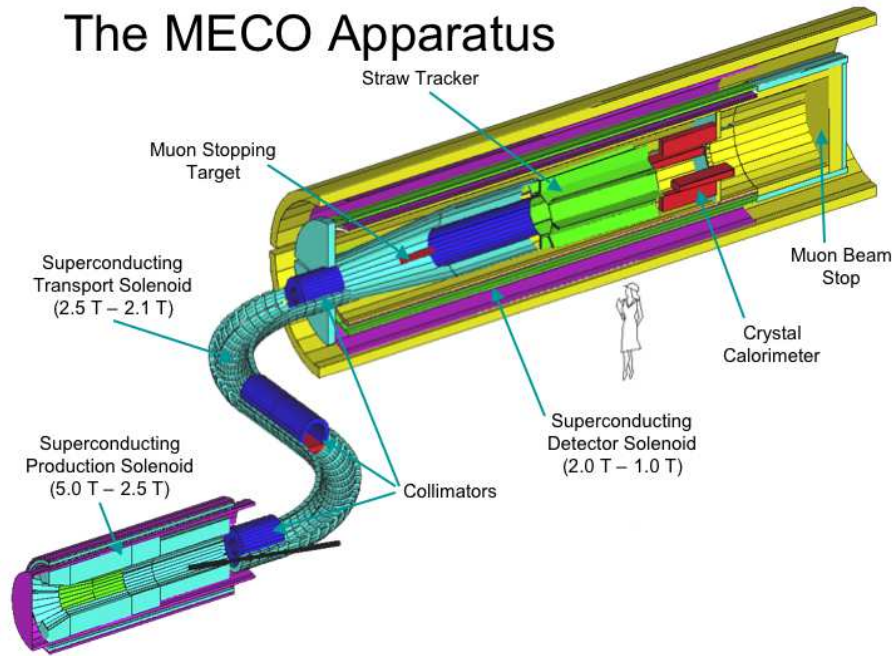 The MECO Apparatus
Straw Tracker
Muon Stopping
Target
Superconducting
Transport Solenoid
(2.5 T – 2.1 T)
Muon Beam
Stop
Crystal
Calorimeter
Superconducting
Detector Solenoid
(2.0 T – 1.0 T)
Superconducting
Production Solenoid
(5.0 T – 2.5 T)
Collimators